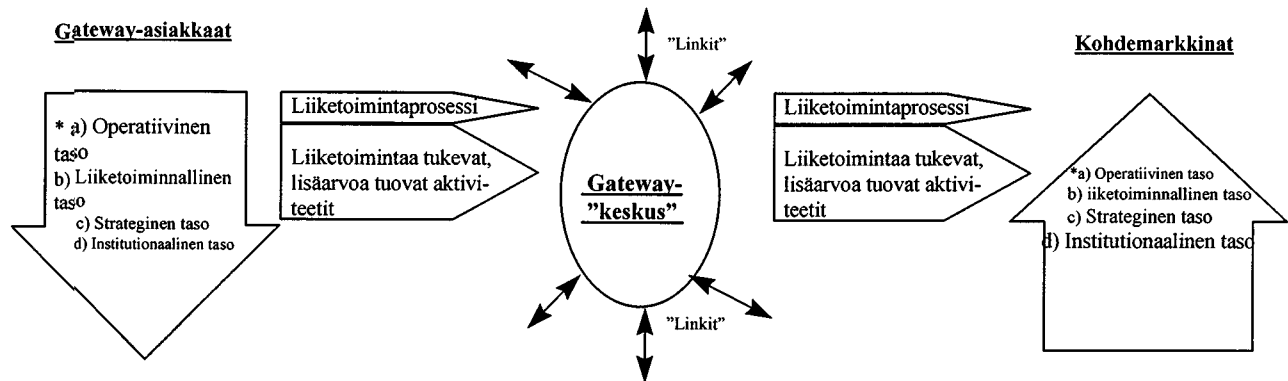 Gateway-asiakkaat
* a) Operatiivinen
taso
b) Liiketoiminnallinen
taso
c) Strateginen taso
d) Institutionaalinen taso
Liiketoimintaprosessi
Liiketoimintaa tukevat,
lisäarvoa tuovat aktivi-
teetit
"Linkit"
Gateway-
"keskus"
"Linkit"
Liiketoimintaprosessi
Liiketoimintaa tukevat,
lisäarvoa tuovat aktivi-
teetit
Kohdemarkkinat
*a) Operatiivinen taso
b) iiketoiminnallinen taso
c) Strateginen taso
d) Institutionaalinen taso